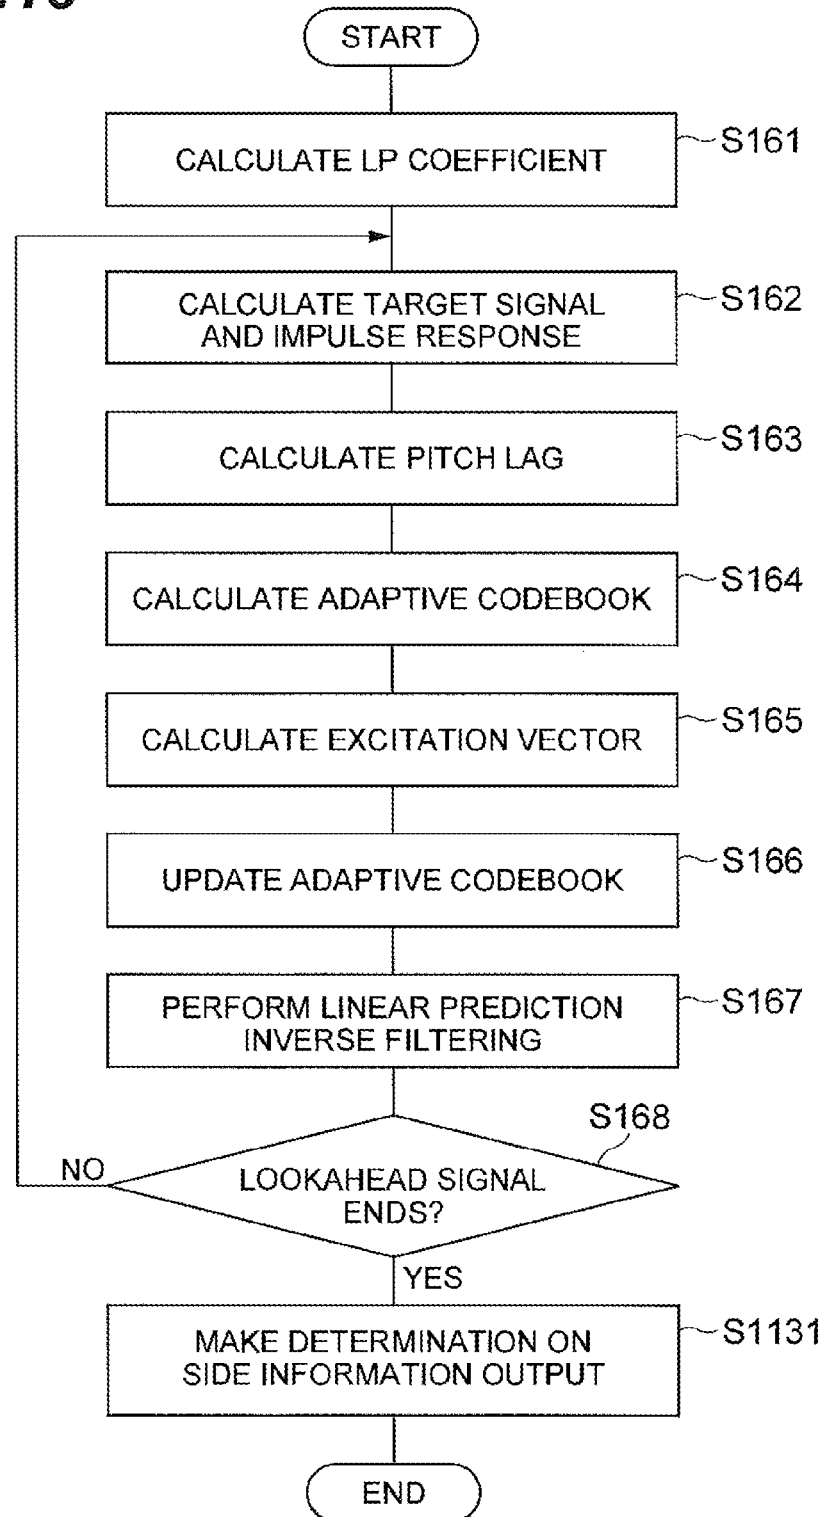 START
CALCULATE LP COEFFICIENT
S161
CALCULATE TARGET SIGNAL
AND IMPULSE RESPONSE
S162
CALCULATE PITCH LAG
S163
CALCULATE ADAPTIVE CODEBOOK
S164
CALCULATE EXCITATION VECTOR
S165
UPDATE ADAPTIVE CODEBOOK
S166
PERFORM LINEAR PREDICTION
INVERSE FILTERING
S167
S168
NO
LOOKAHEAD SIGNAL
ENDS?
YES
MAKE DETERMINATION ON
SIDE INFORMATION OUTPUT
S1131
END